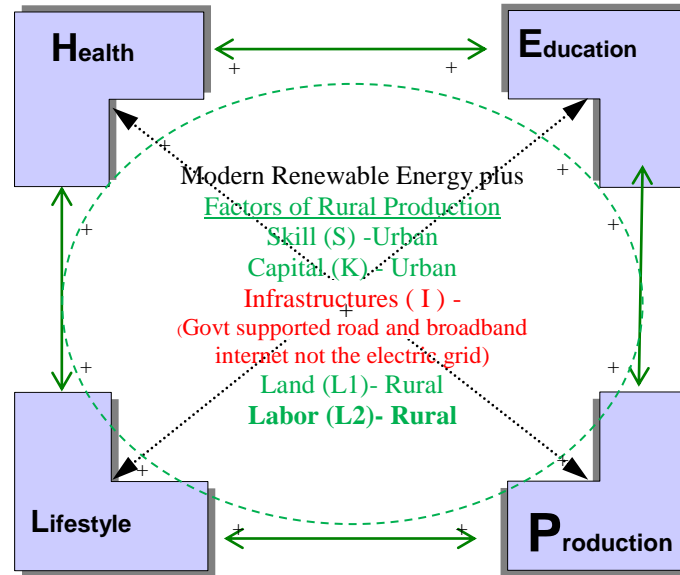 Health
Education
+ +
+ +
Modern Renewable Energy plus
Factors of Rural Production
Skill (S) -Urban
+ +
Capital (K) - Urban
Infrastructures ( I ) -
+
(Govt supported road and broadband
internet not the electric grid)
+ +
Land (L1)- Rural
Labor (L2)- Rural
+ +
Lifestyle
Production
+ +